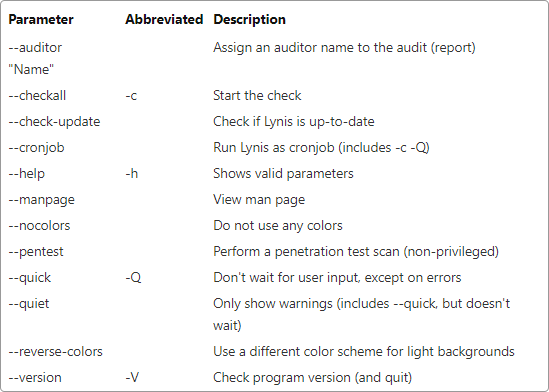 Parameter Abbreviated Description
--auditor Assign an auditor name to the audit (report)
"Name"
--checkall -c Start the check
--check-update Check if Lynis is up-to-date
--cronjob Run Lynis as cronjob (includes -c -Q)
--help -h Shows valid parameters
--manpage View man page
--nocolors Do not use any colors
--pentest Perform a penetration test scan (non-privileged)
--quick -Q Don't wait for user input, except on errors
--quiet Only show warnings (includes --quick, but doesn't
wait)
--reverse-colors Use a different color scheme for light backgrounds
--version -V Check program version (and quit)